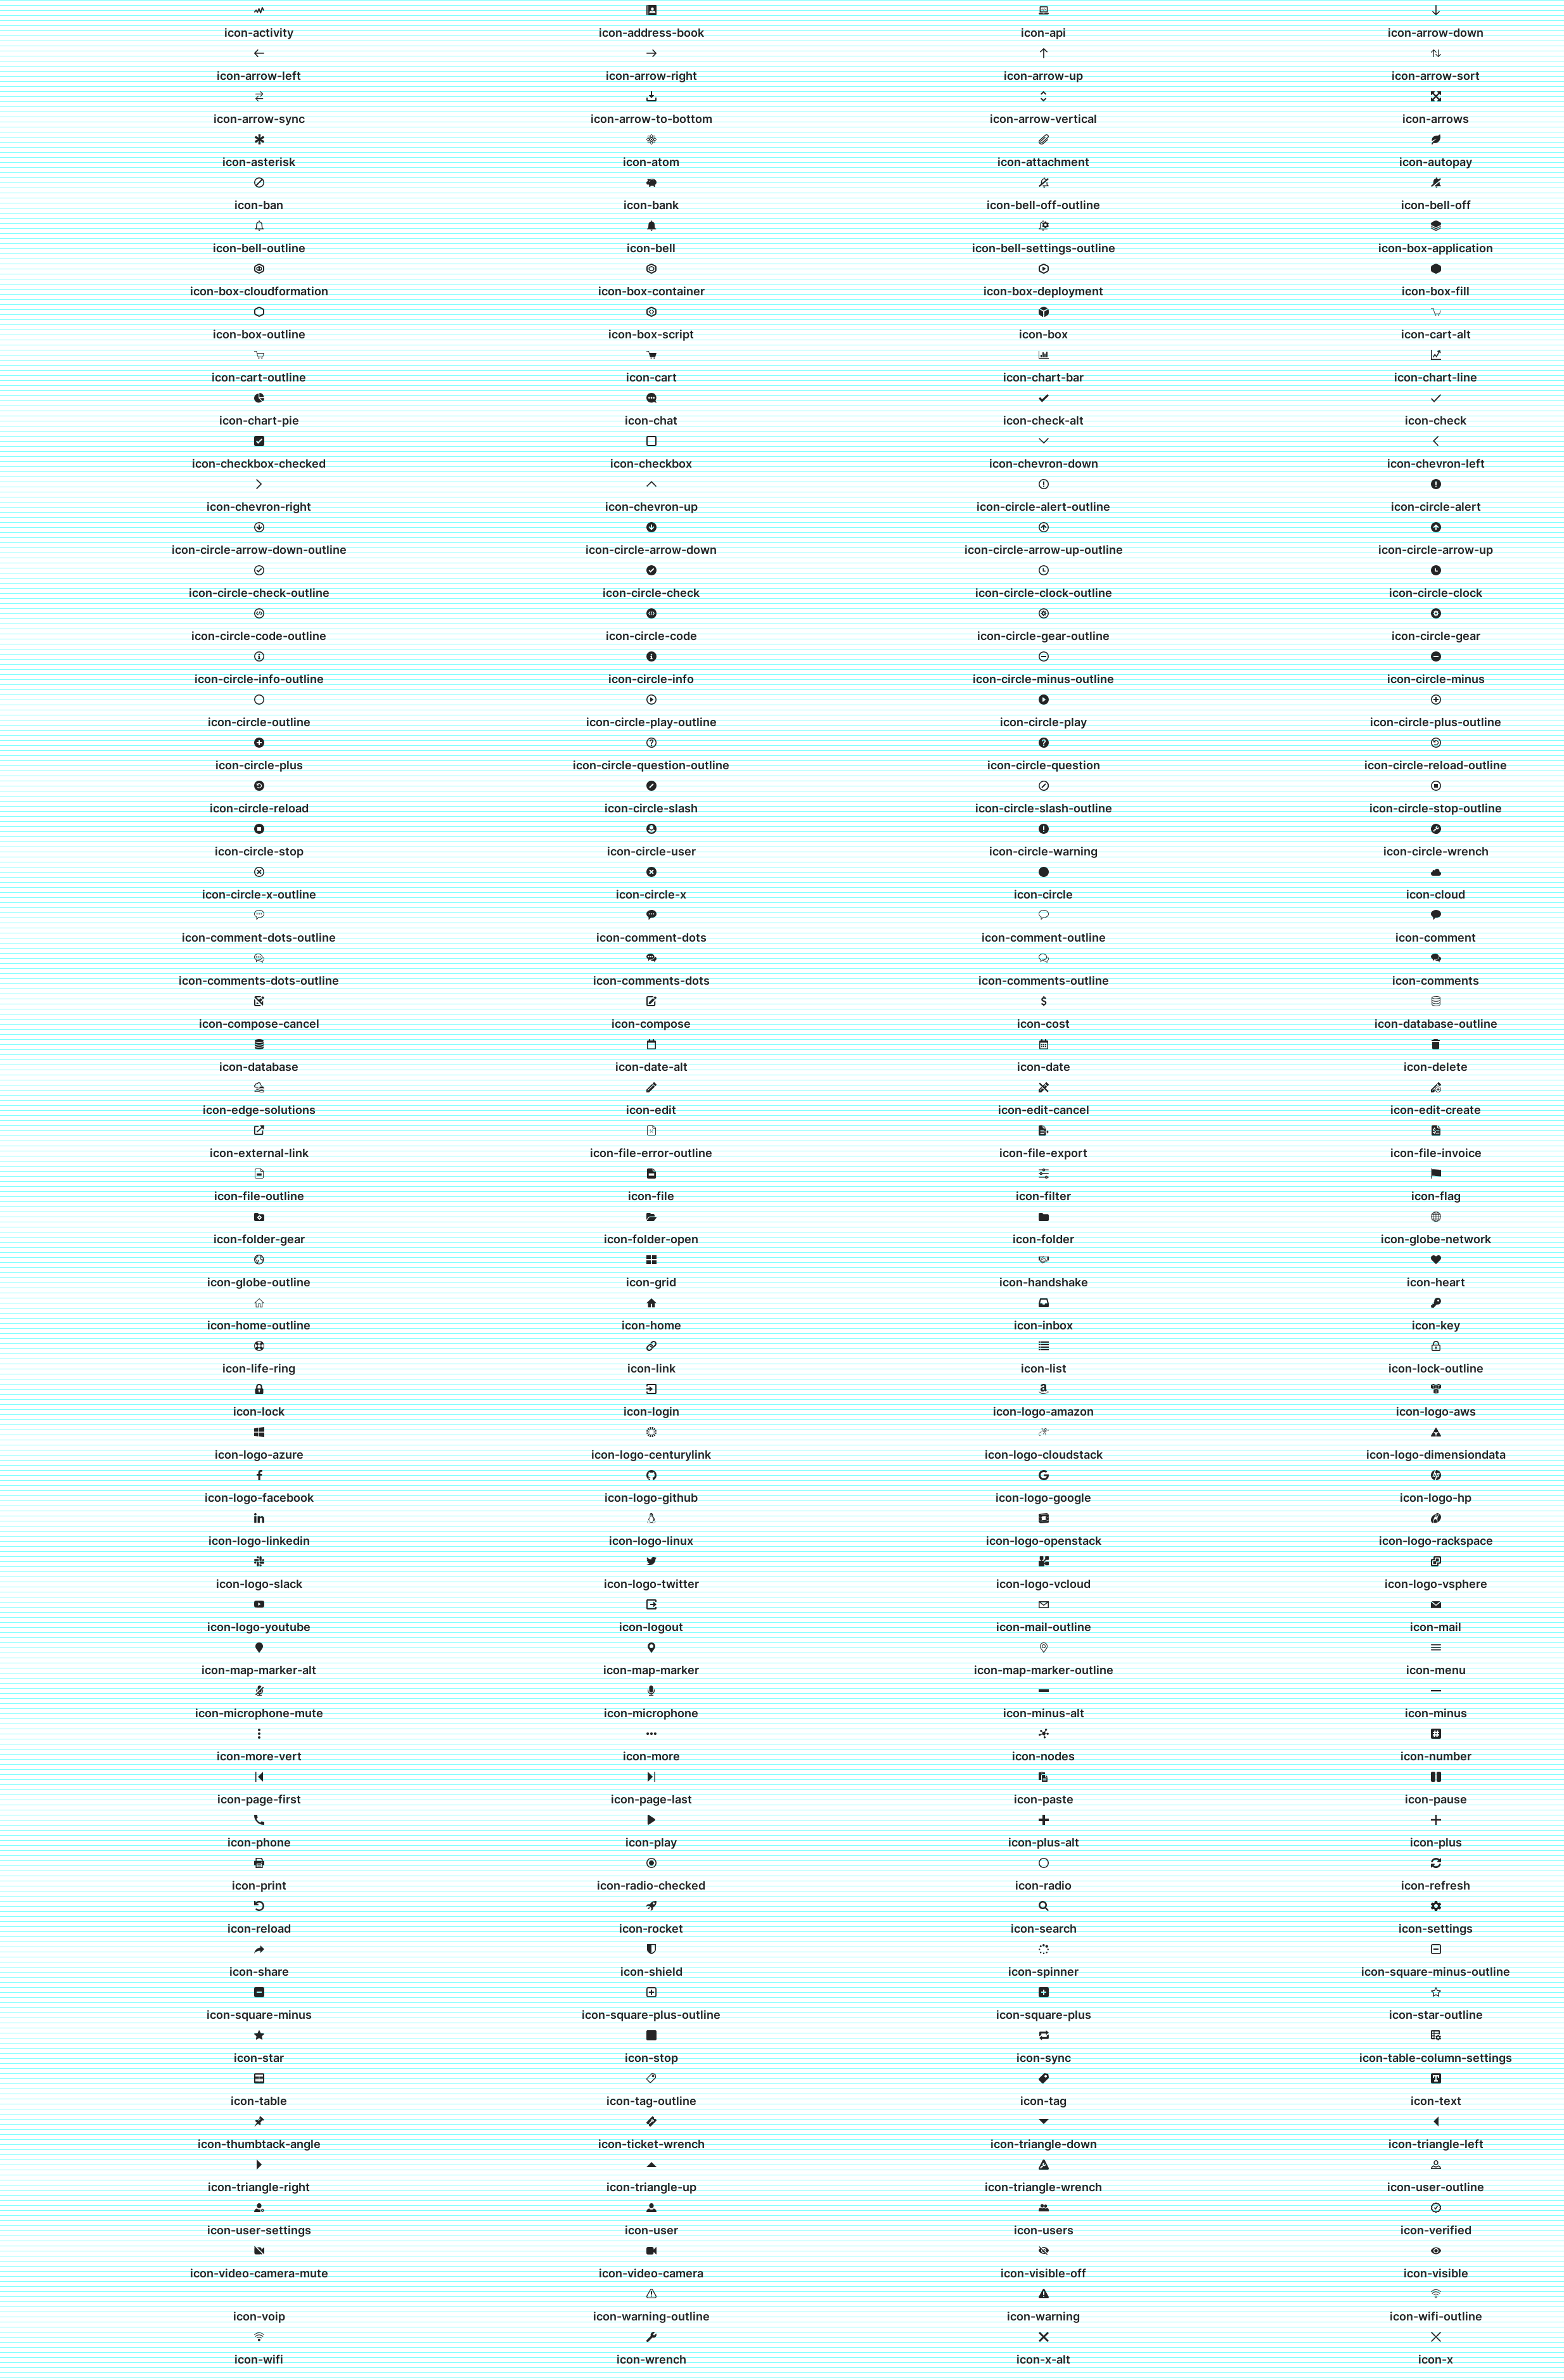 icon-activity icon-address-book icon-api icon-arrow-down
icon-arrow-left icon-arrow-right icon-arrow-up icon-arrow-sort
icon-arrow-sync icon-arrow-to-bottom icon-arrow-vertical icon-arrows
icon-asterisk icon-atom icon-attachment icon-autopay
icon-ban icon-bank icon-bell-off-outline icon-bell-off
icon-bell-outline icon-bell icon-bell-settings-outline icon-box-application
icon-box-cloudformation icon-box-container icon-box-deployment icon-box-fill
icon-box-outline icon-box-script icon-box icon-cart-alt
icon-cart-outline icon-cart icon-chart-bar icon-chart-line
icon-chart-pie icon-chat icon-check-alt icon-check
icon-checkbox-checked icon-checkbox icon-chevron-down icon-chevron-left
icon-chevron-right icon-chevron-up icon-circle-alert-outline icon-circle-alert
icon-circle-arrow-down-outline icon-circle-arrow-down icon-circle-arrow-up-outline icon-circle-arrow-up
icon-circle-check-outline icon-circle-check icon-circle-clock-outline icon-circle-clock
icon-circle-code-outline icon-circle-code icon-circle-gear-outline icon-circle-gear
icon-circle-info-outline icon-circle-info icon-circle-minus-outline icon-circle-minus
icon-circle-outline icon-circle-play-outline icon-circle-play icon-circle-plus-outline
icon-circle-plus icon-circle-question-outline icon-circle-question icon-circle-reload-outline
icon-circle-reload icon-circle-slash icon-circle-slash-outline icon-circle-stop-outline
icon-circle-stop icon-circle-user icon-circle-warning icon-circle-wrench
icon-circle-x-outline icon-circle-x icon-circle icon-cloud
icon-comment-dots-outline icon-comment-dots icon-comment-outline icon-comment
icon-comments-dots-outline icon-comments-dots icon-comments-outline icon-comments
icon-compose-cancel icon-compose icon-cost icon-database-outline
icon-database icon-date-alt icon-date icon-delete
icon-edge-solutions icon-edit icon-edit-cancel icon-edit-create
icon-external-link icon-file-error-outline icon-file-export icon-file-invoice
icon-file-outline icon-file icon-filter icon-flag
icon-folder-gear icon-folder-open icon-folder icon-globe-network
icon-globe-outline icon-grid icon-handshake icon-heart
icon-home-outline icon-home icon-inbox icon-key
icon-life-ring icon-link icon-list icon-lock-outline
icon-lock icon-login icon-logo-amazon icon-logo-aws
icon-logo-azure icon-logo-centurylink icon-logo-cloudstack icon-logo-dimensiondata
icon-logo-facebook icon-logo-github icon-logo-google icon-logo-hp
icon-logo-linkedin icon-logo-linux icon-logo-openstack icon-logo-rackspace
icon-logo-slack icon-logo-twitter icon-logo-vcloud icon-logo-vsphere
icon-logo-youtube icon-logout icon-mail-outline icon-mail
icon-map-marker-alt icon-map-marker icon-map-marker-outline icon-menu
icon-microphone-mute icon-microphone icon-minus-alt icon-minus
icon-more-vert icon-more icon-nodes icon-number
icon-page-first icon-page-last icon-paste icon-pause
icon-phone icon-play icon-plus-alt icon-plus
icon-print icon-radio-checked icon-radio icon-refresh
icon-reload icon-rocket icon-search icon-settings
icon-share icon-shield icon-spinner icon-square-minus-outline
icon-square-minus icon-square-plus-outline icon-square-plus icon-star-outline
icon-star icon-stop icon-sync icon-table-column-settings
icon-table icon-tag-outline icon-tag icon-text
icon-thumbtack-angle icon-ticket-wrench icon-triangle-down icon-triangle-left
icon-triangle-right icon-triangle-up icon-triangle-wrench icon-user-outline
icon-user-settings icon-user icon-users icon-verified
icon-video-camera-mute icon-video-camera icon-visible-off icon-visible
icon-voip icon-warning-outline icon-warning icon-wifi-outline
icon-wifi icon-wrench icon-x-alt icon-x